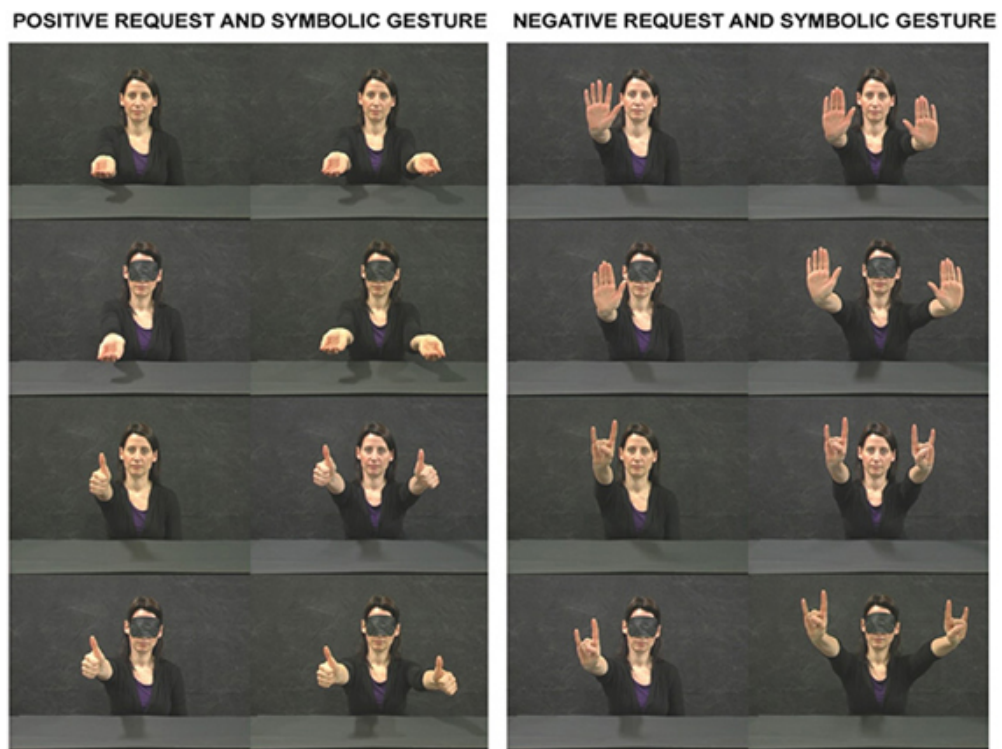 POSITIVE REQUEST AND SYMBOLIC GESTURE
NEGATIVE REQUEST AND SYMBOLIC GESTURE